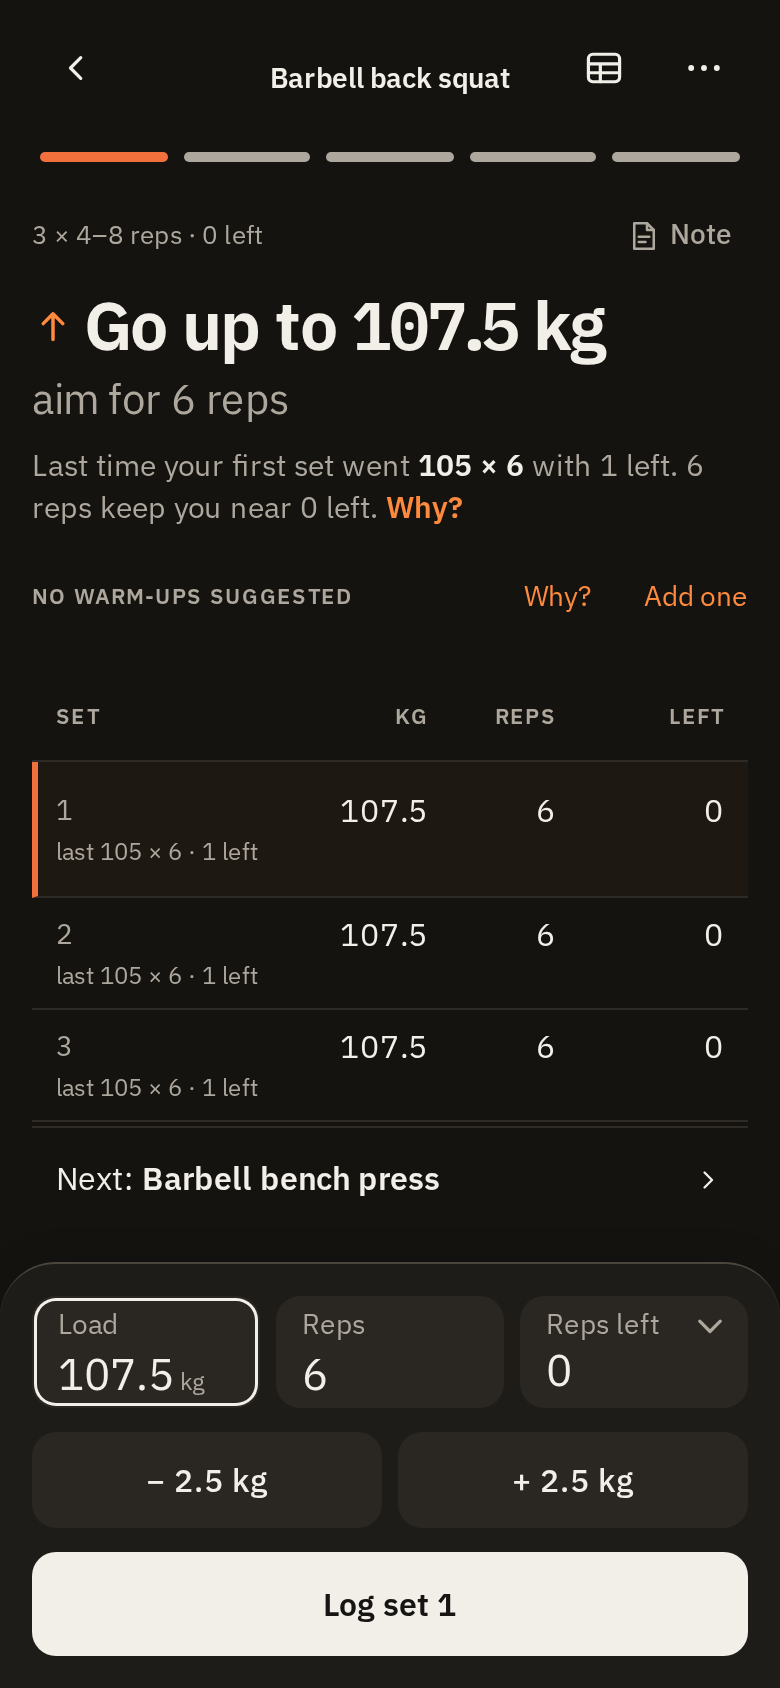 Barbell back squat
3 × 4–8 reps · 0 left
Note
↑ Go up to 107.5 kg
aim for 6 reps
Last time your first set went 105 × 6 with 1 left. 6
reps keep you near 0 left. Why?
NO WARM-UPS SUGGESTED Why? Add one
SET KG REPS LEFT
1 107.5 6 0
last 105 × 6 · 1 left
2 107.5 6 0
last 105 × 6 · 1 left
3 107.5 6 0
last 105 × 6 · 1 left
Next: Barbell bench press
Load Reps Reps left
107.5 kg 6 0
– 2.5 kg + 2.5 kg
Log set 1